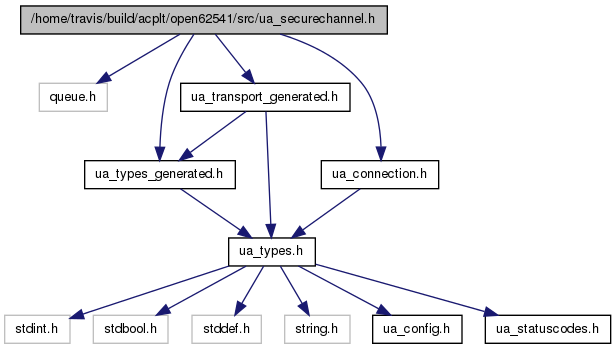 /home/travis/build/acplt/open62541/src/ua_securechannel.h
queue.h
ua_transport_generated.h
ua_types_generated.h
ua_connection.h
ua_types.h
stdint.h
stdbool.h
stddef.h
string.h
ua_config.h
ua_statuscodes.h